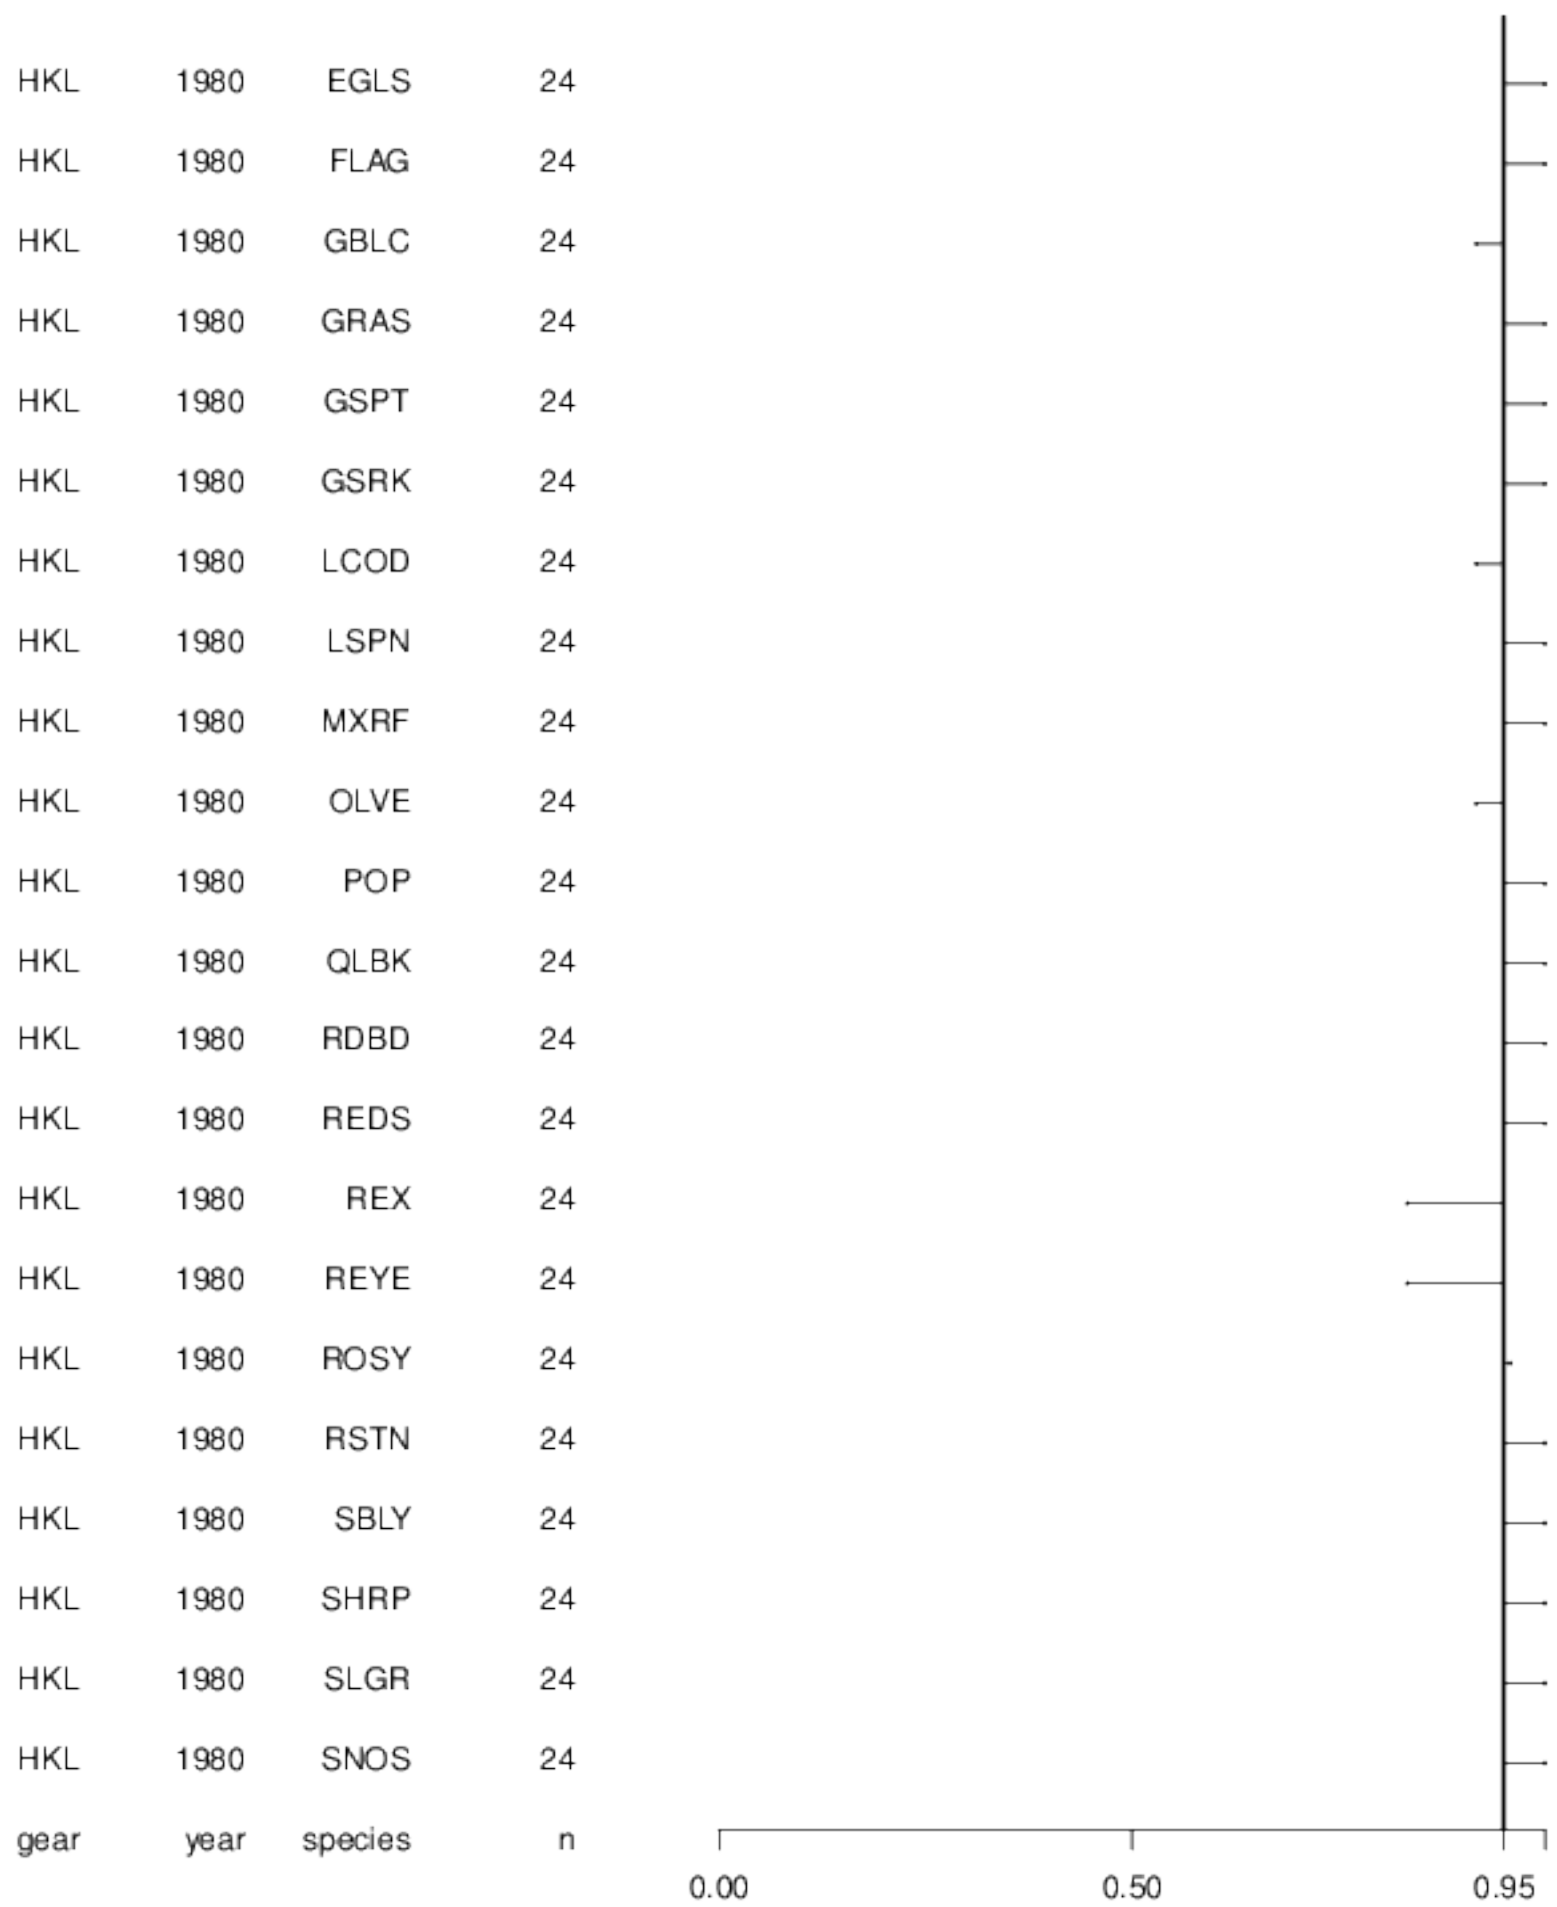 HKL 1980 EGLS 24
HKL 1980 FLAG 24
HKL 1980 GBLC 24
HKL 1980 GRAS 24
HKL 1980 GSPT 24
HKL 1980 GSRK 24
HKL 1980 LCOD 24
HKL 1980 LSPN 24
HKL 1980 MXRF 24
HKL 1980 OLVE 24
HKL 1980 POP 24
HKL 1980 QLBK 24
HKL 1980 RDBD 24
HKL 1980 REDS 24
HKL 1980 REX 24
HKL 1980 REYE 24
HKL 1980 ROSY 24
HKL 1980 RSTN 24
HKL 1980 SBLY 24
HKL 1980 SHRP 24
HKL 1980 SLGR 24
HKL 1980 SNOS 24
gear year species n
0.00 0.50 0.95